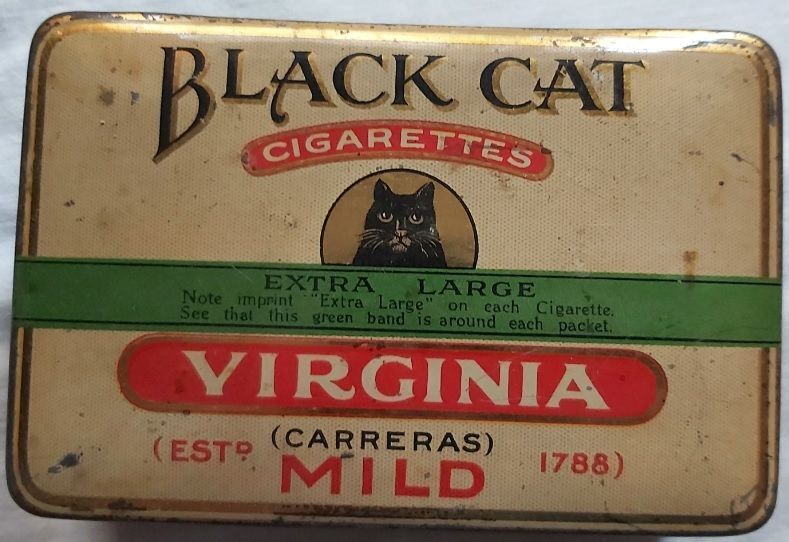 BLACK CAT
CIGARETTES
EXTRA LARGE
Note imprint "Extra Large" on each Cigarette.
See that this green band is around each packet.
VIRGINIA
(CARRERAS)
(ESTD MILD 1788)